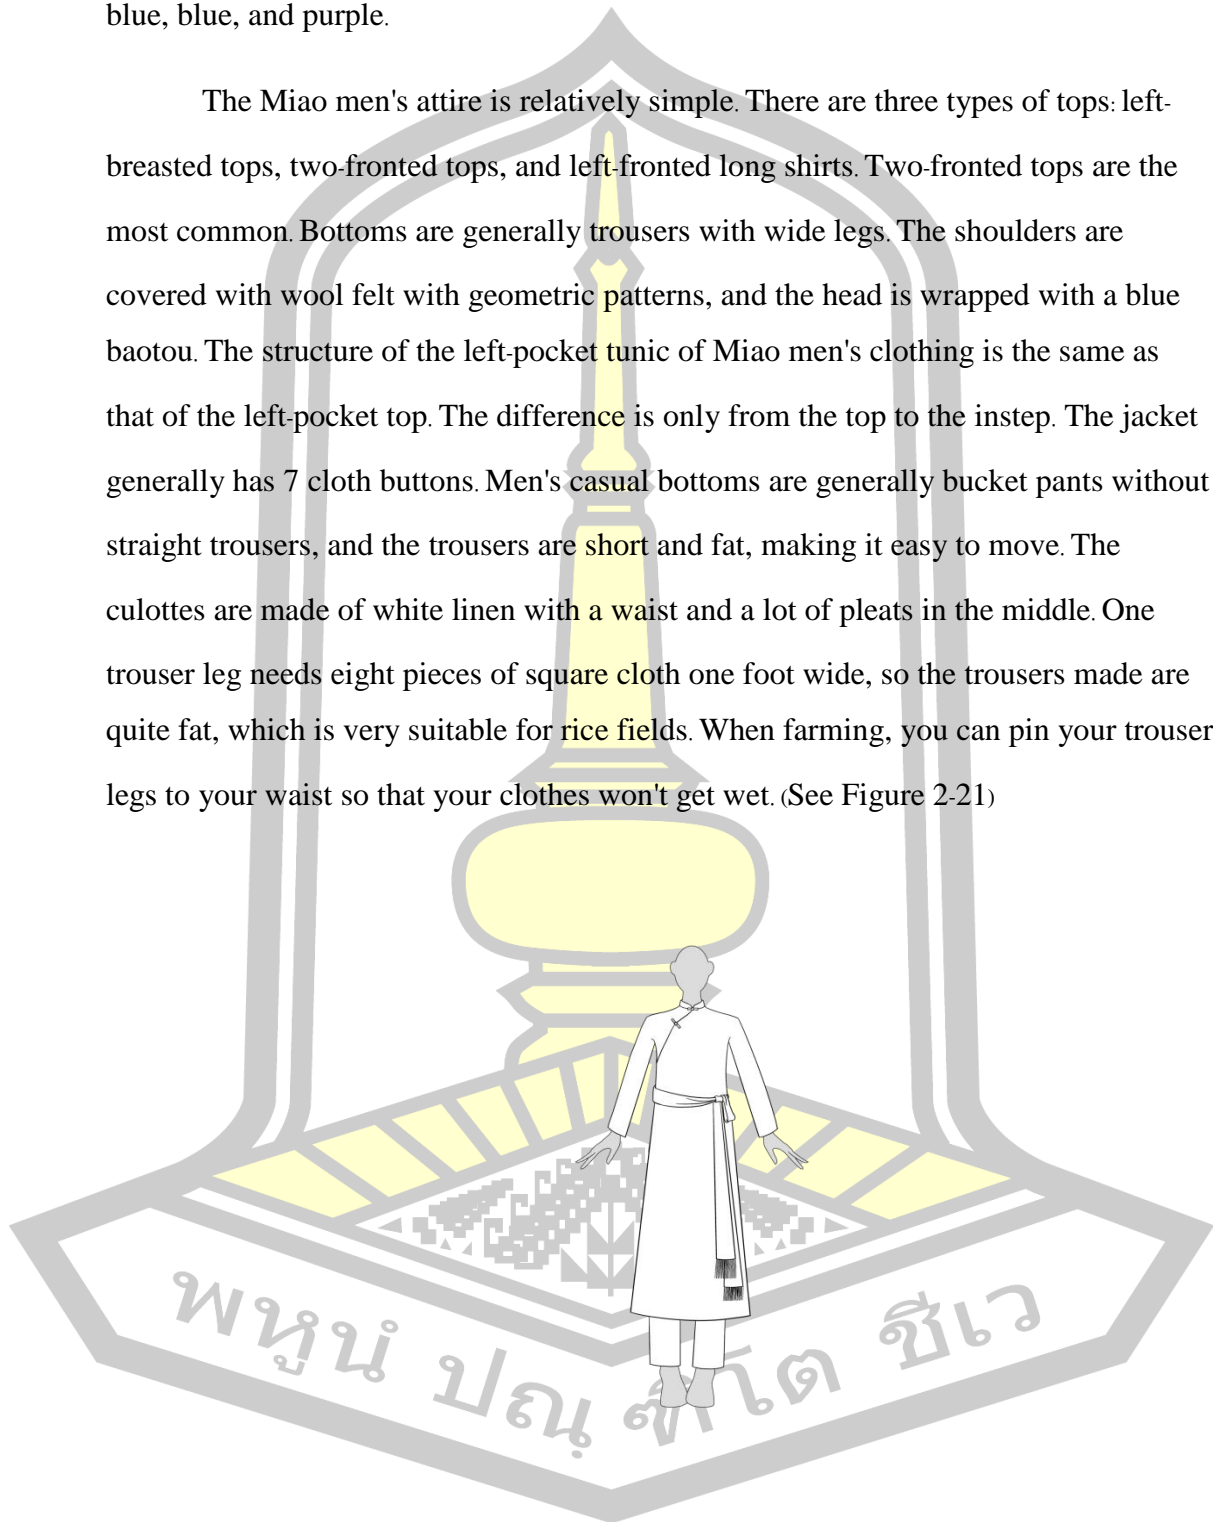 blue, blue, and purple.
The Miao men's attire is relatively simple. There are three types of tops: left-
breasted tops, two-fronted tops, and left-fronted long shirts. Two-fronted tops are the
most common. Bottoms are generally trousers with wide legs. The shoulders are
covered with wool felt with geometric patterns, and the head is wrapped with a blue
baotou. The structure of the left-pocket tunic of Miao men's clothing is the same as
that of the left-pocket top. The difference is only from the top to the instep. The jacket
generally has 7 cloth buttons. Men's casual bottoms are generally bucket pants without
straight trousers, and the trousers are short and fat, making it easy to move. The
culottes are made of white linen with a waist and a lot of pleats in the middle. One
trouser leg needs eight pieces of square cloth one foot wide, so the trousers made are
quite fat, which is very suitable for rice fields. When farming, you can pin your trouser
legs to your waist so that your clothes won't get wet. (See Figure 2-21)
พหูนํ ปณฺฑิโต ชีเว